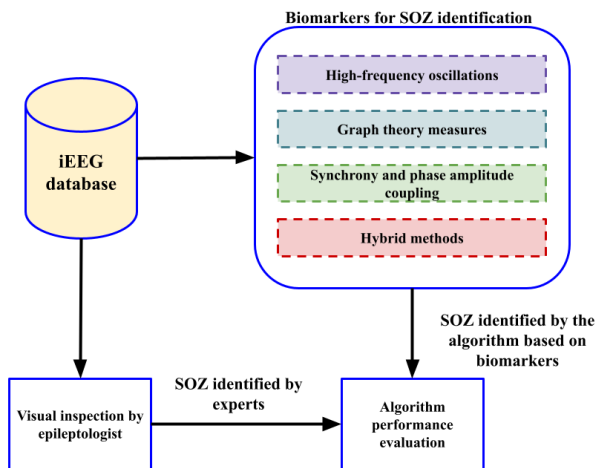 Biomarkers for SOZ identification
High-frequency oscillations
Graph theory measures
Synchrony and phase amplitude
coupling
Hybrid methods
iEEG
database
SOZ identified by the
algorithm based on
biomarkers
SOZ identified by
experts
Visual inspection by
epileptologist
Algorithm
performance
evaluation